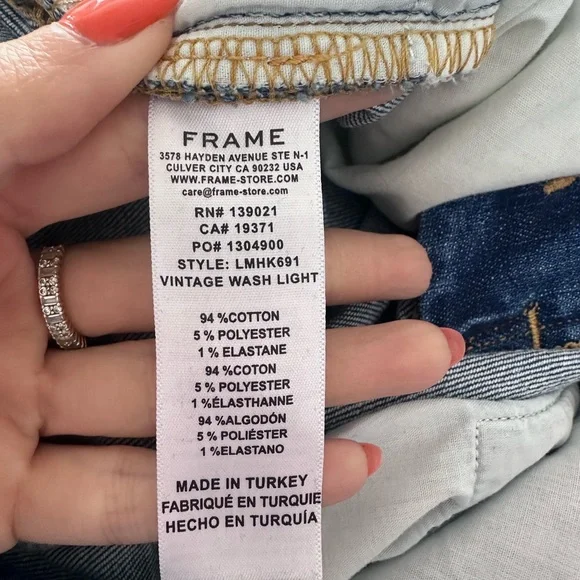 FRAME
3578 HAYDEN AVENUE STE N-1
CULVER CITY CA 90232 USA
WWW.FRAME-STORE.COM
care@frame-store.com
RN# 139021
CA# 19371
PO# 1304900
STYLE: LMHK691
VINTAGE WASH LIGHT
94 %COTTON
5 % POLYESTER
1 % ELASTANE
94 %COTON
5 % POLYESTER
1 %ÉLASTHANNE
94 %ALGODÓN
5 % POLIÉSTER
1 %ELASTANO
MADE IN TURKEY
FABRIQUÉ EN TURQUIE
HECHO EN TURQUÍA